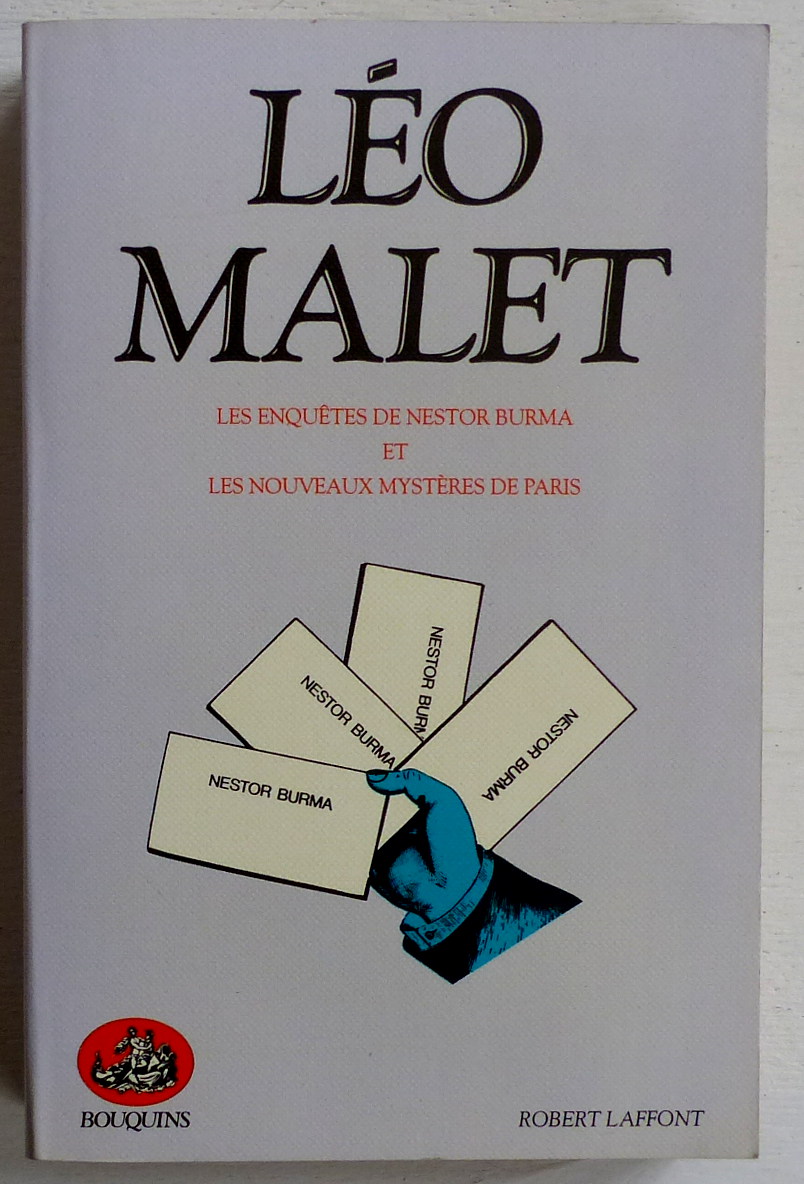 LÉO
MALET
LES ENQUÊTES DE NESTOR BURMA
ET
LES NOUVEAUX MYSTÈRES DE PARIS
NESTOR BURMA
NESTOR BURMA
NESTOR BURMA
NESTOR BURMA
BOUQUINS
ROBERT LAFFONT